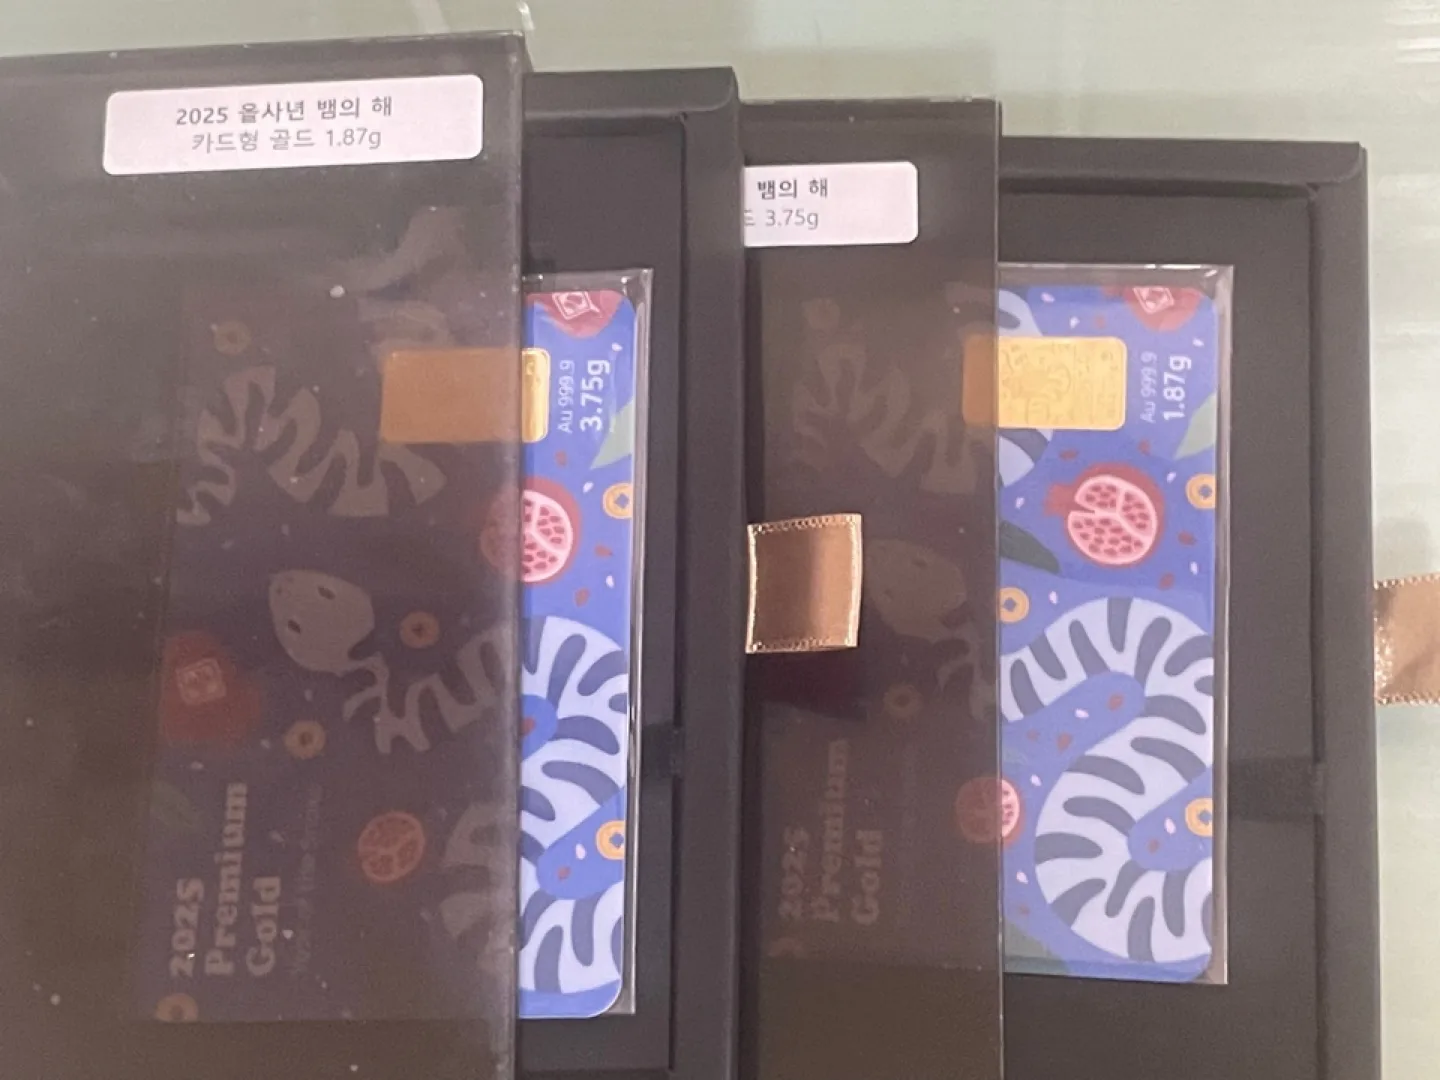 2025 을사년 뱀의 해
카드형 골드 1.87g
뱀의 해
드 3.75g
Au 999.9
3.75g
Au 999.9
1.87g
2025
Premium
Gold
2025
Premium
Gold